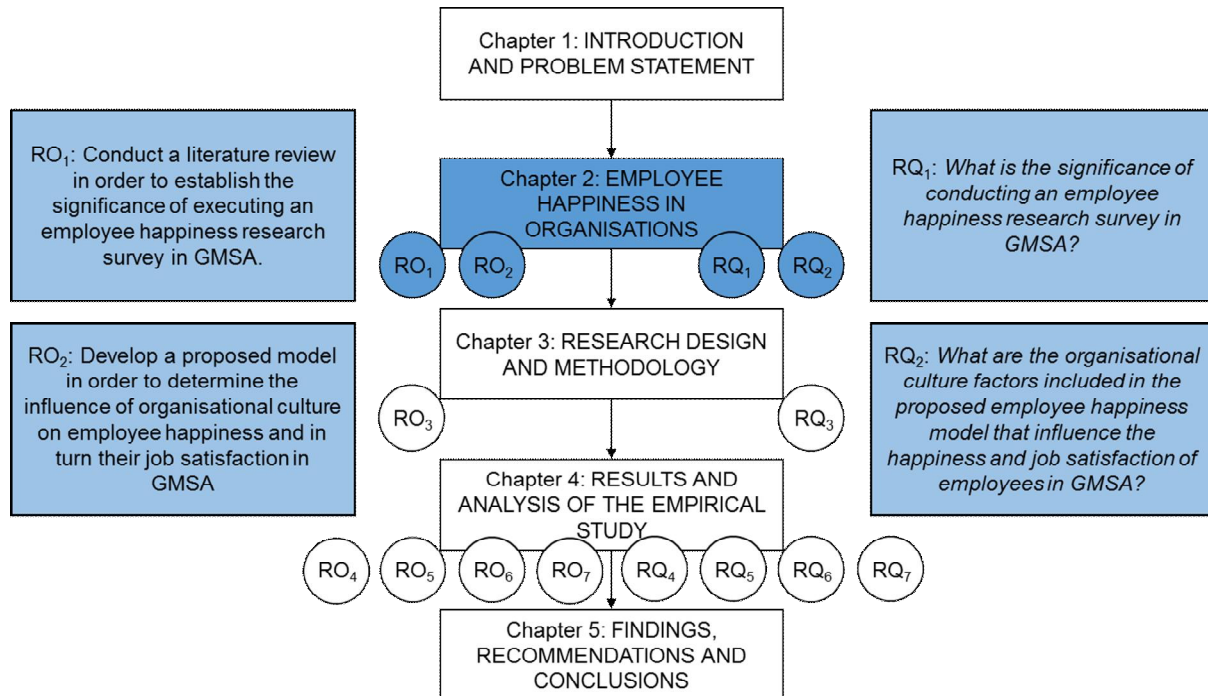 Chapter 1: INTRODUCTION
AND PROBLEM STATEMENT
RO₁: Conduct a literature review
in order to establish the
significance of executing an
employee happiness research
survey in GMSA.
Chapter 2: EMPLOYEE
HAPPINESS IN
ORGANISATIONS
RO₁
RO₂
RQ₁
RQ₂
RQ₁: What is the significance of
conducting an employee
happiness research survey in
GMSA?
RO₂: Develop a proposed model
in order to determine the
influence of organisational culture
on employee happiness and in
turn their job satisfaction in
GMSA
Chapter 3: RESEARCH DESIGN
AND METHODOLOGY
RO₃
RQ₃
RQ₂: What are the organisational
culture factors included in the
proposed employee happiness
model that influence the
happiness and job satisfaction of
employees in GMSA?
Chapter 4: RESULTS AND
ANALYSIS OF THE EMPIRICAL
STUDY
RO₄
RO₅
RO₆
RO₇
RQ₄
RQ₅
RQ₆
RQ₇
Chapter 5: FINDINGS,
RECOMMENDATIONS AND
CONCLUSIONS